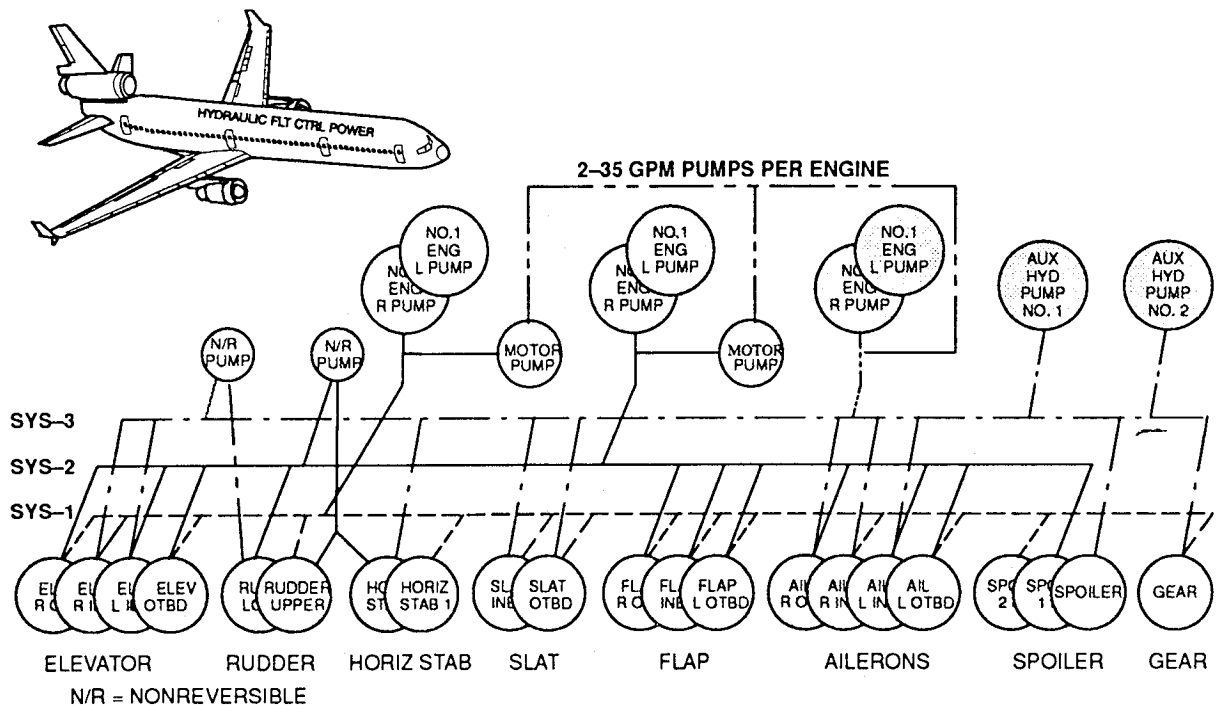 HYDRAULIC FLT CTRL POWER
2–35 GPM PUMPS PER ENGINE
NO.1
ENG
L PUMP
ENG
R PUMP
NO.1
ENG
L PUMP
ENG
R PUMP
NO.1
ENG
L PUMP
ENG
R PUMP
AUX
HYD
PUMP
NO. 1
AUX
HYD
PUMP
NO. 2
N/R
PUMP
N/R
PUMP
MOTOR
PUMP
MOTOR
PUMP
SYS–3
SYS–2
SYS–1
ELEV
OTBD
RUDDER
UPPER
HORIZ
STAB 1
SLAT
OTBD
FLAP
L OTBD
AIL
L OTBD
SPOILER
GEAR
ELEVATOR
RUDDER
HORIZ STAB
SLAT
FLAP
AILERONS
SPOILER
GEAR
N/R = NONREVERSIBLE